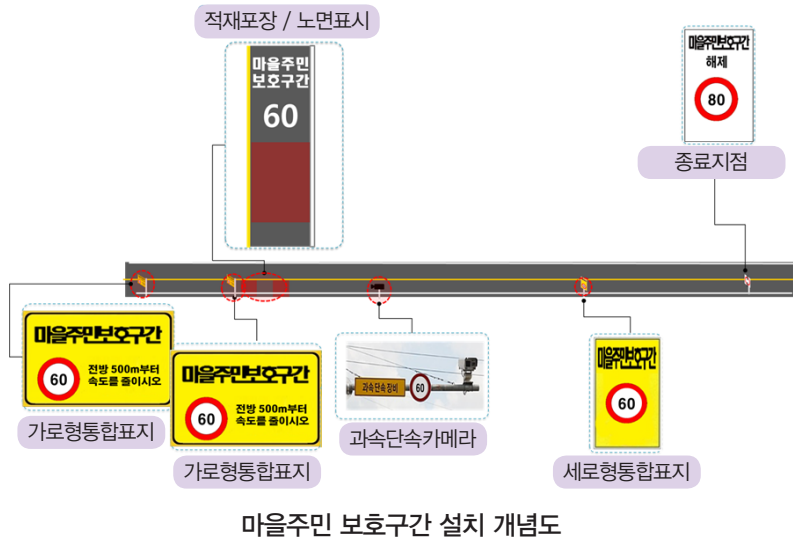 적재포장 / 노면표시
마을주민
보호구간
60
마을주민보호구간
해제
80
종료지점
마을주민보호구간
60
전방 500m부터
속도를 줄이시오
가로형통합표지
마을주민보호구간
60
전방 500m부터
속도를 줄이시오
가로형통합표지
과속단속장비
60
과속단속카메라
마을주민보호구간
60
세로형통합표지
마을주민 보호구간 설치 개념도